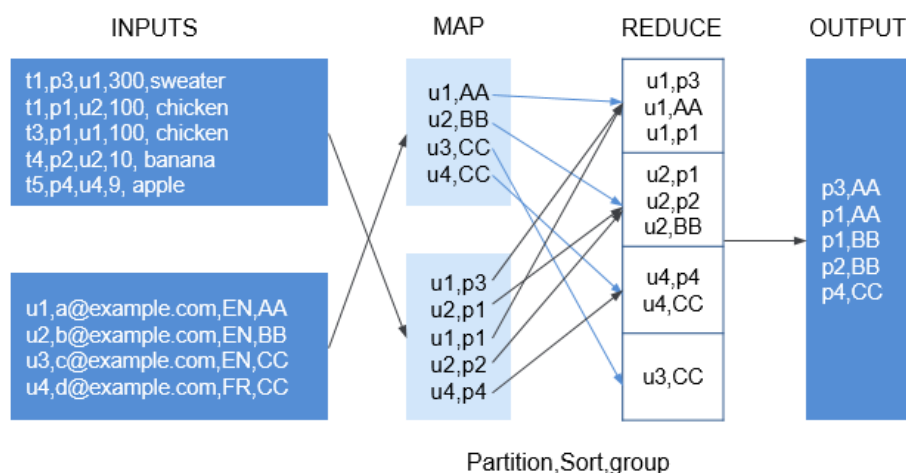 INPUTS
MAP
REDUCE
OUTPUT
t1,p3,u1,300,sweater
t1,p1,u2,100, chicken
t3,p1,u1,100, chicken
t4,p2,u2,10, banana
t5,p4,u4,9, apple
u1,a@example.com,EN,AA
u2,b@example.com,EN,BB
u3,c@example.com,EN,CC
u4,d@example.com,FR,CC
u1,AA
u2,BB
u3,CC
u4,CC
u1,p3
u2,p1
u1,p1
u2,p2
u4,p4
u1,p3
u1,AA
u1,p1
u2,p1
u2,p2
u2,BB
u4,p4
u4,CC
u3,CC
p3,AA
p1,AA
p1,BB
p2,BB
p4,CC
Partition,Sort,group